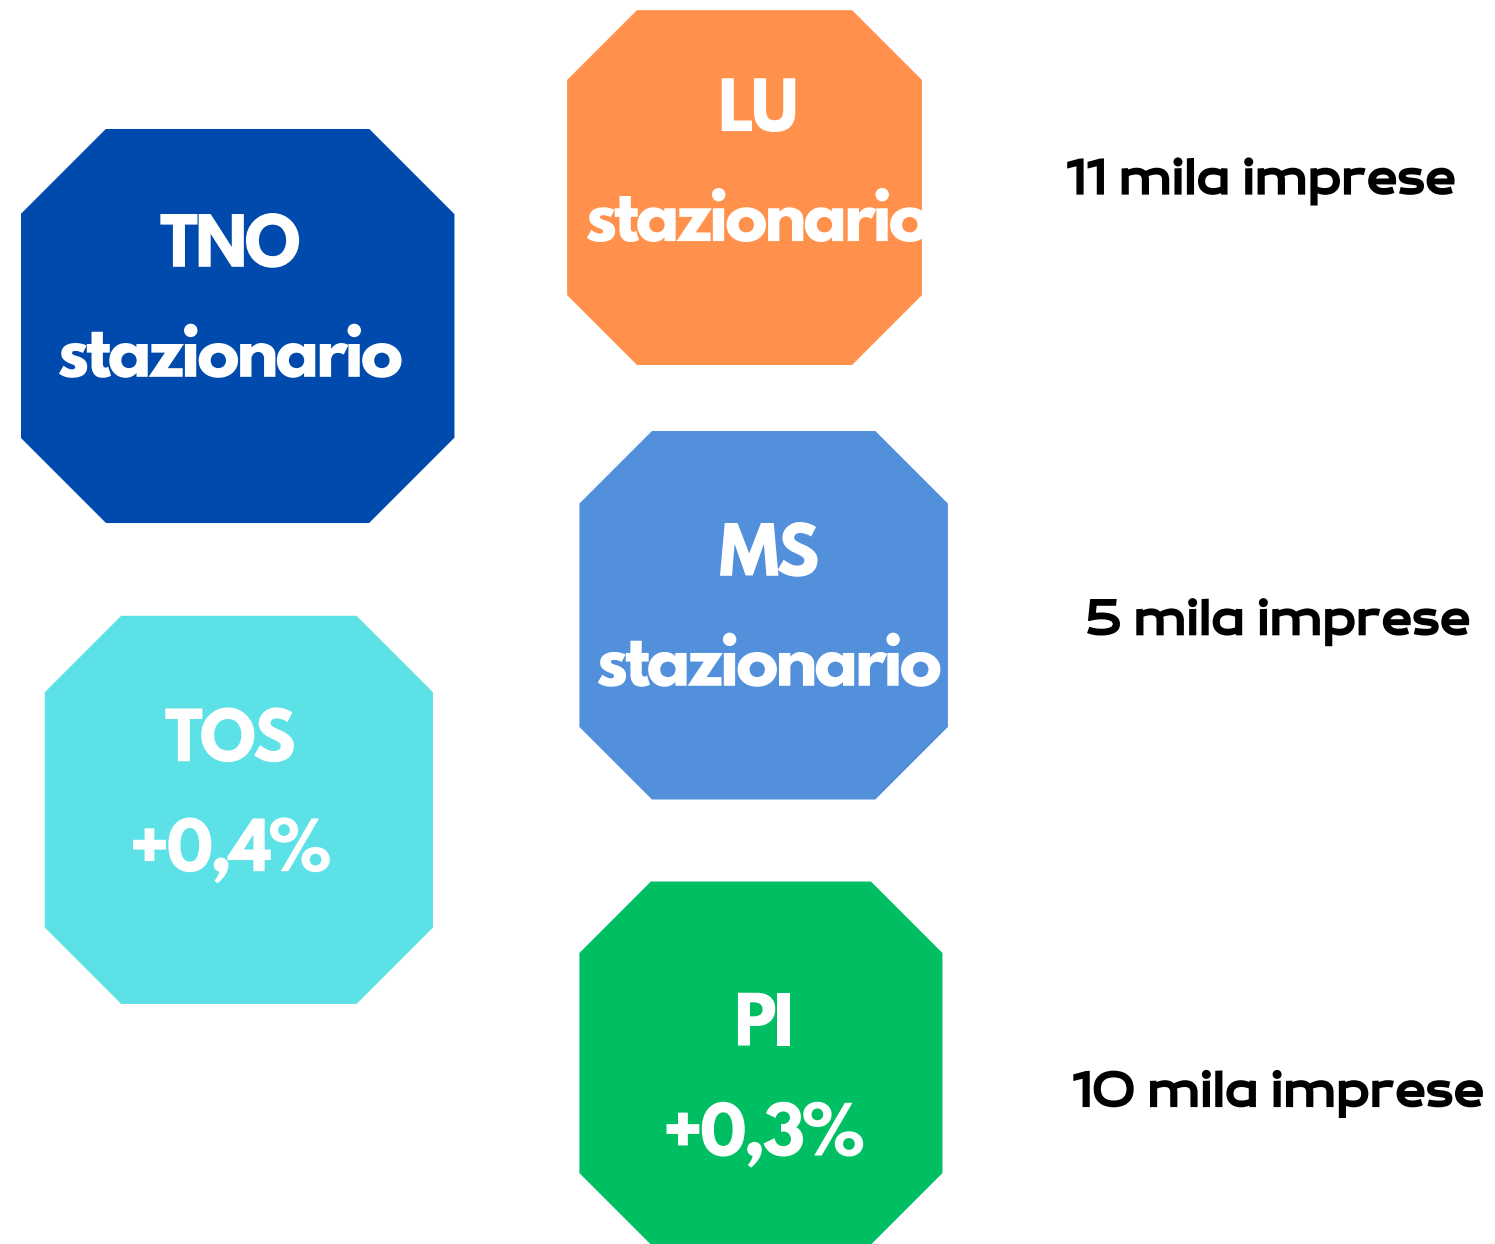 LU
stazionario
11 mila imprese
TNO
stazionario
MS
stazionario
5 mila imprese
TOS
+0,4%
PI
+0,3%
10 mila imprese